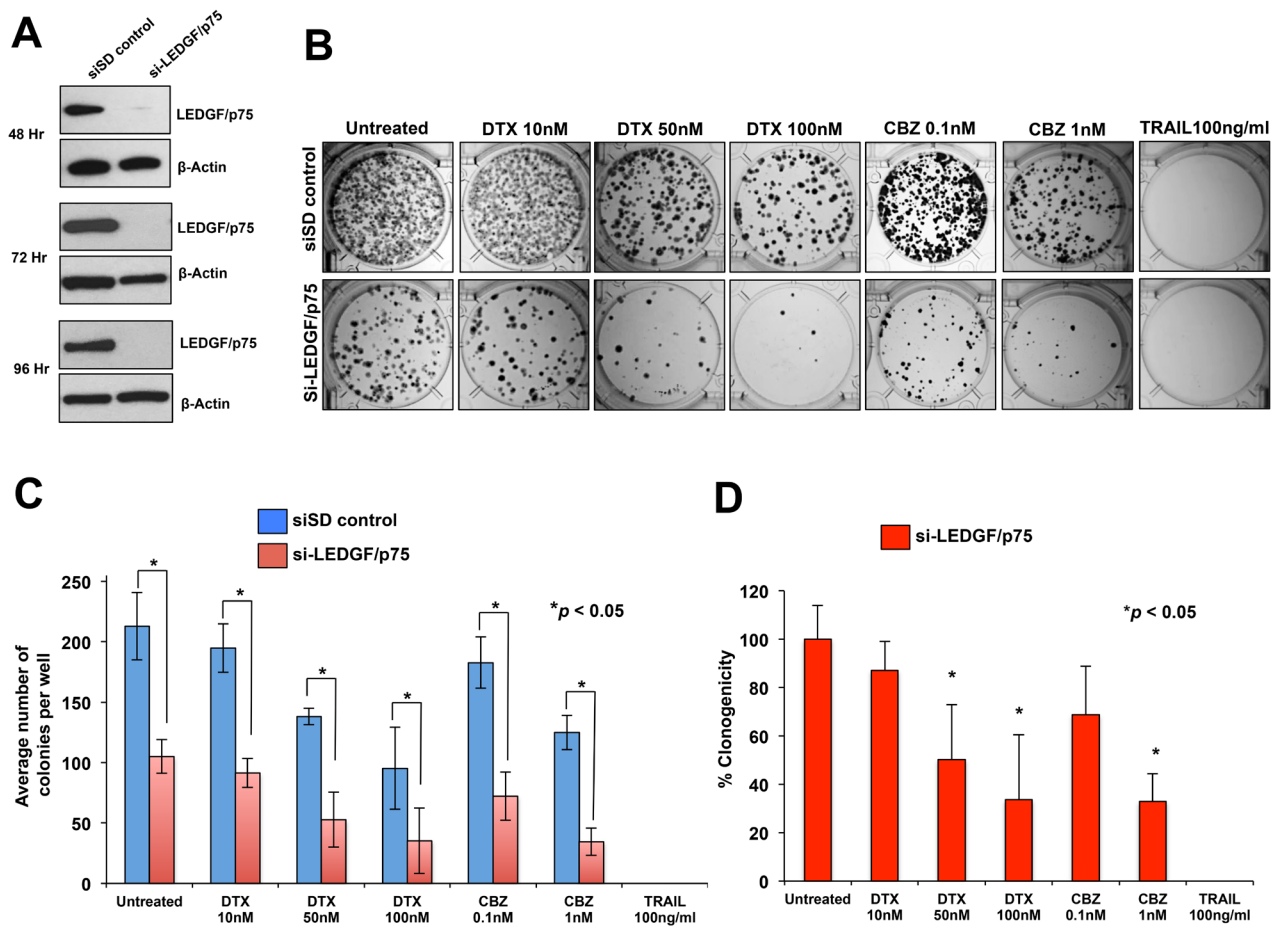 A
siSD control
si-LEDGF/p75
LEDGF/p75
48 Hr
β-Actin
LEDGF/p75
72 Hr
β-Actin
LEDGF/p75
96 Hr
β-Actin
B
Untreated
DTX 10nM
DTX 50nM
DTX 100nM
CBZ 0.1nM
CBZ 1nM
TRAIL100ng/ml
siSD control
Si-LEDGF/p75
C
siSD control
si-LEDGF/p75
*p < 0.05
Average number of
colonies per well
250
200
150
100
50
0
*
*
*
*
*
*
Untreated
DTX
10nM
DTX
50nM
DTX
100nM
CBZ
0.1nM
CBZ
1nM
TRAIL
100ng/ml
D
si-LEDGF/p75
*p < 0.05
% Clonogenicity
120
100
80
60
40
20
0
*
*
*
Untreated
DTX
10nM
DTX
50nM
DTX
100nM
CBZ
0.1nM
CBZ
1nM
TRAIL
100ng/ml